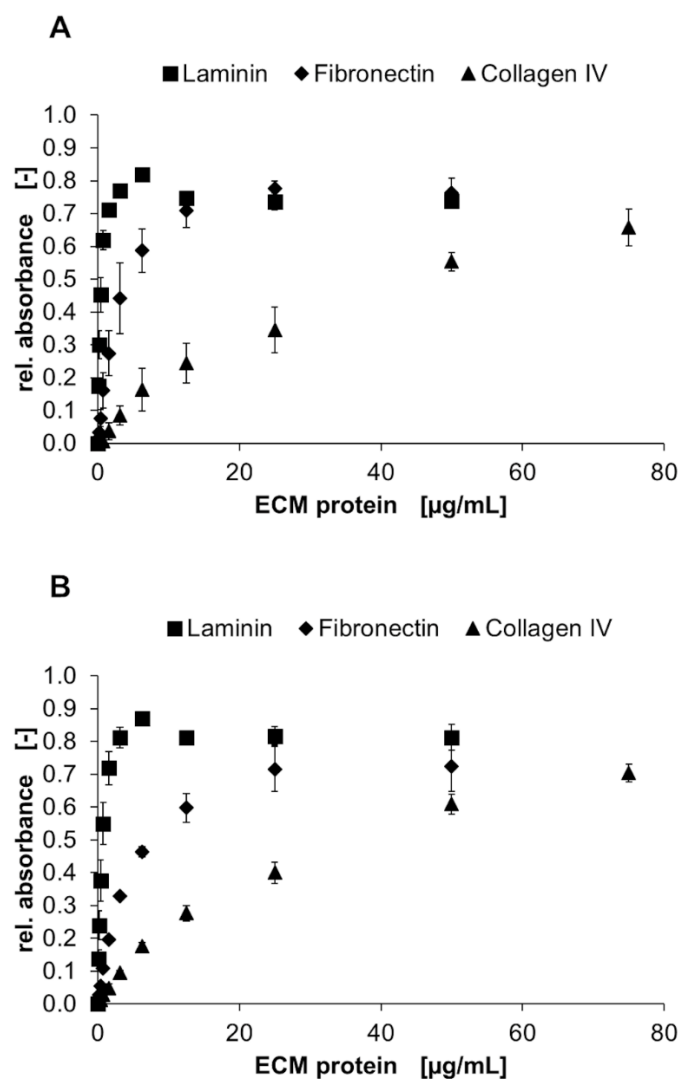 A
Laminin Fibronectin Collagen IV
1.0
0.9
0.8
0.7
0.6
0.5
0.4
0.3
0.2
0.1
0.0
rel. absorbance [-]
0 20 40 60 80
ECM protein [µg/mL]
B
Laminin Fibronectin Collagen IV
1.0
0.9
0.8
0.7
0.6
0.5
0.4
0.3
0.2
0.1
0.0
rel. absorbance [-]
0 20 40 60 80
ECM protein [µg/mL]